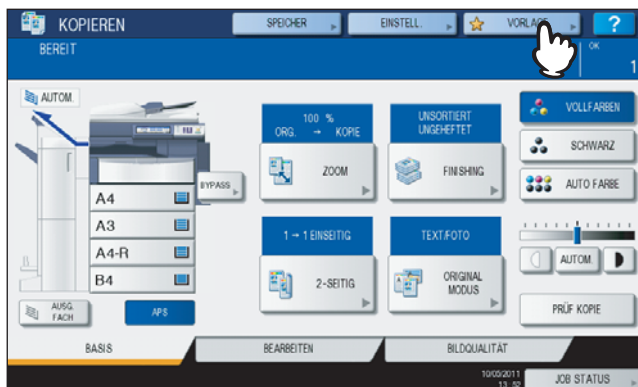 KOPIEREN
SPEICHER
EINSTELL.
VORLAGE
?
BEREIT
OK
1
AUTOM.
100 %
ORG. → KOPIE
UNSORTIERT
UNGEHEFTET
VOLLFARBEN
ZOOM
FINISHING
SCHWARZ
BYPASS
AUTO FARBE
A4
A3
A4-R
B4
1 → 1 EINSEITIG
TEXT/FOTO
2-SEITIG
ORIGINAL
MODUS
AUTOM.
AUSG.
FACH
APS
PRÜF KOPIE
BASIS
BEARBEITEN
BILDQUALITÄT
10/05/2011
13 52
JOB STATUS